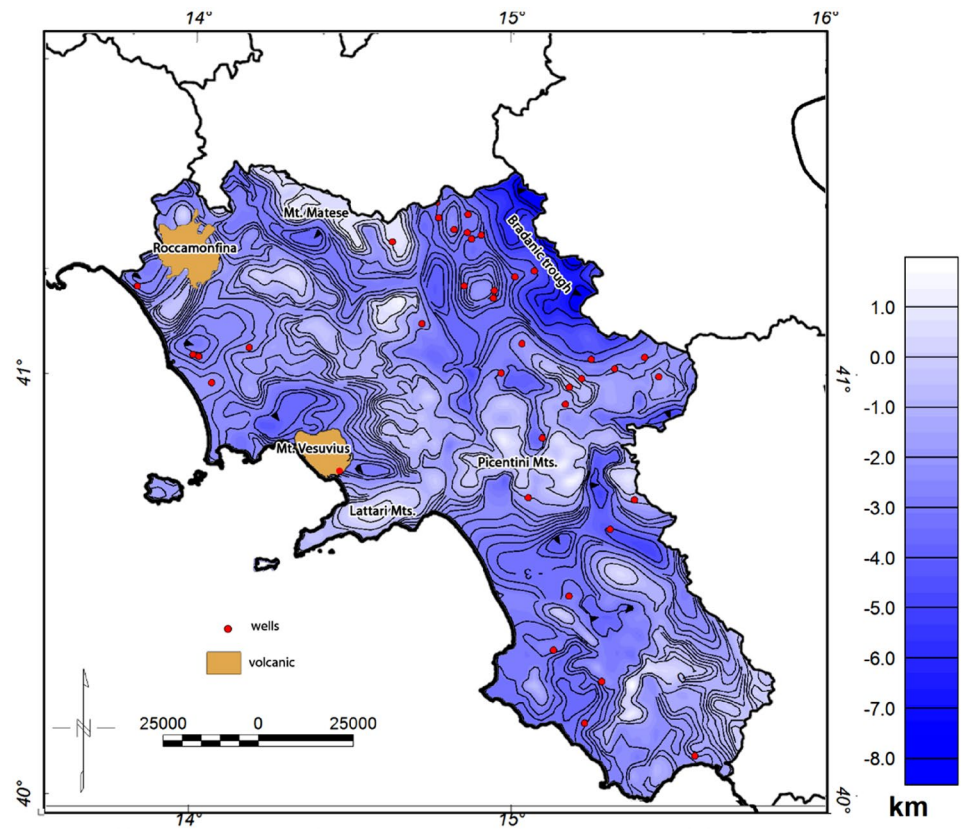 14° 15° 16°
Mt. Matese
Roccamonfina
Bradanic trough
41° 41°
Mt. Vesuvius
Picentini Mts.
Lattari Mts.
- 3 -
wells
volcanic
25000 0 25000
N
40° 40°
14° 15°
1.0
0.0
-1.0
-2.0
-3.0
-4.0
-5.0
-6.0
-7.0
-8.0
km